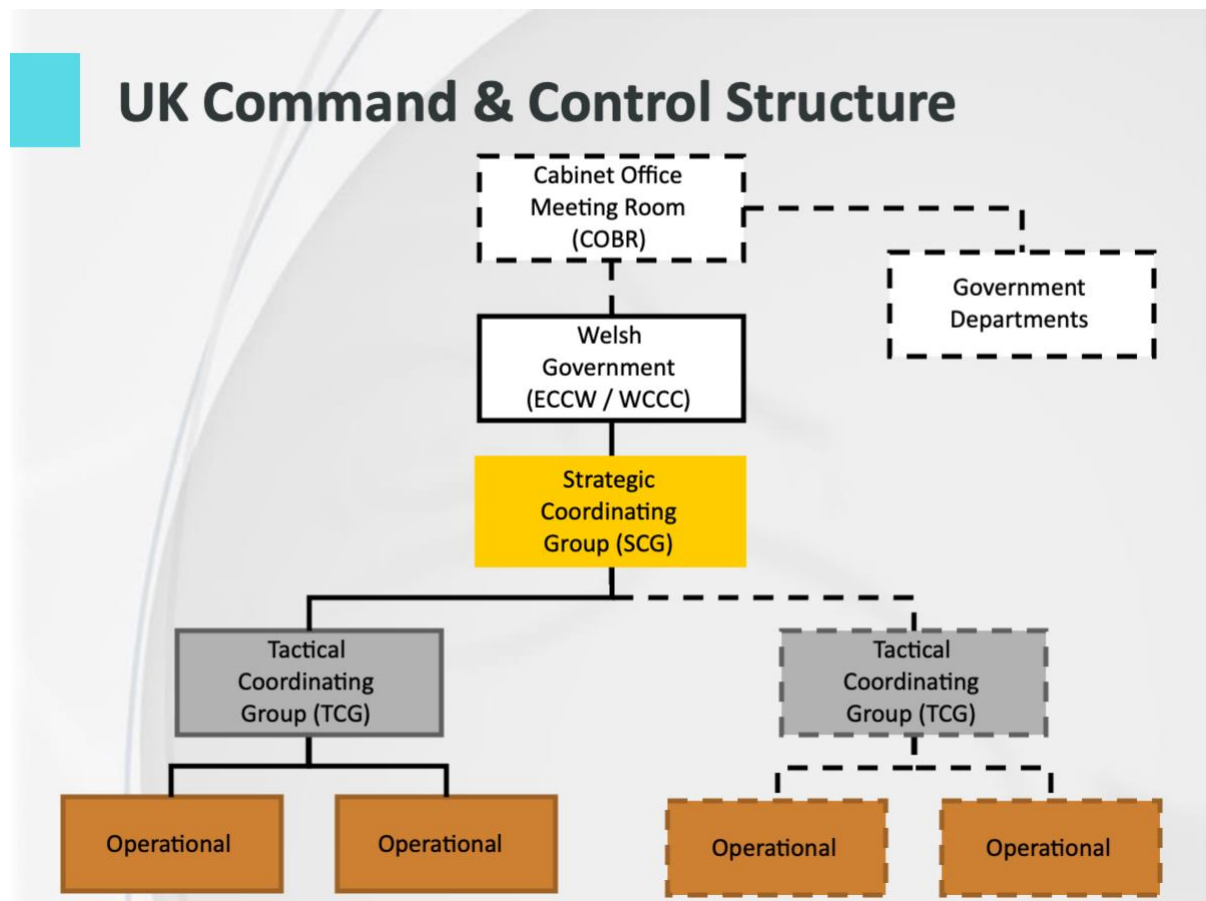 UK Command & Control Structure
Cabinet Office
Meeting Room
(COBR)
Government
Departments
Welsh
Government
(ECCW / WCCC)
Strategic
Coordinating
Group (SCG)
Tactical
Coordinating
Group (TCG)
Tactical
Coordinating
Group (TCG)
Operational
Operational
Operational
Operational